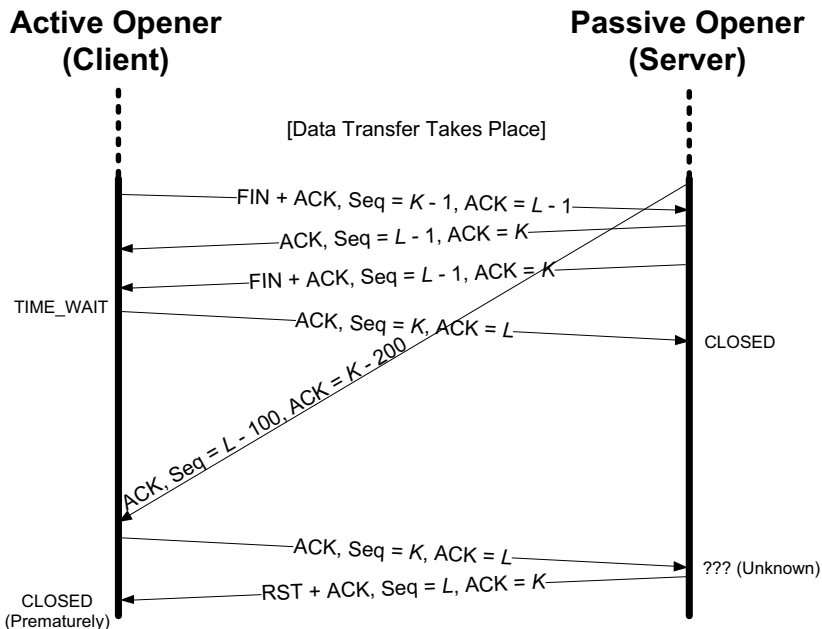 Active Opener
(Client)
Passive Opener
(Server)
[Data Transfer Takes Place]
FIN + ACK, Seq = K - 1, ACK = L - 1
ACK, Seq = L - 1, ACK = K
FIN + ACK, Seq = L - 1, ACK = K
TIME_WAIT
ACK, Seq = K, ACK = L
CLOSED
ACK, Seq = L - 100, ACK = K - 200
ACK, Seq = K, ACK = L
??? (Unknown)
RST + ACK, Seq = L, ACK = K
CLOSED
(Prematurely)